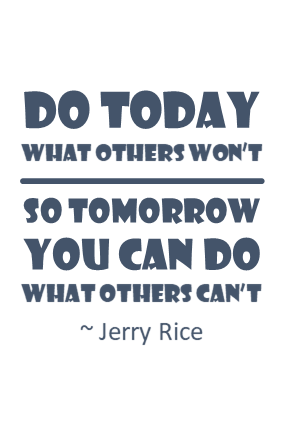 DO TODAY
WHAT OTHERS WON'T
SO TOMORROW
YOU CAN DO
WHAT OTHERS CAN'T
~ Jerry Rice